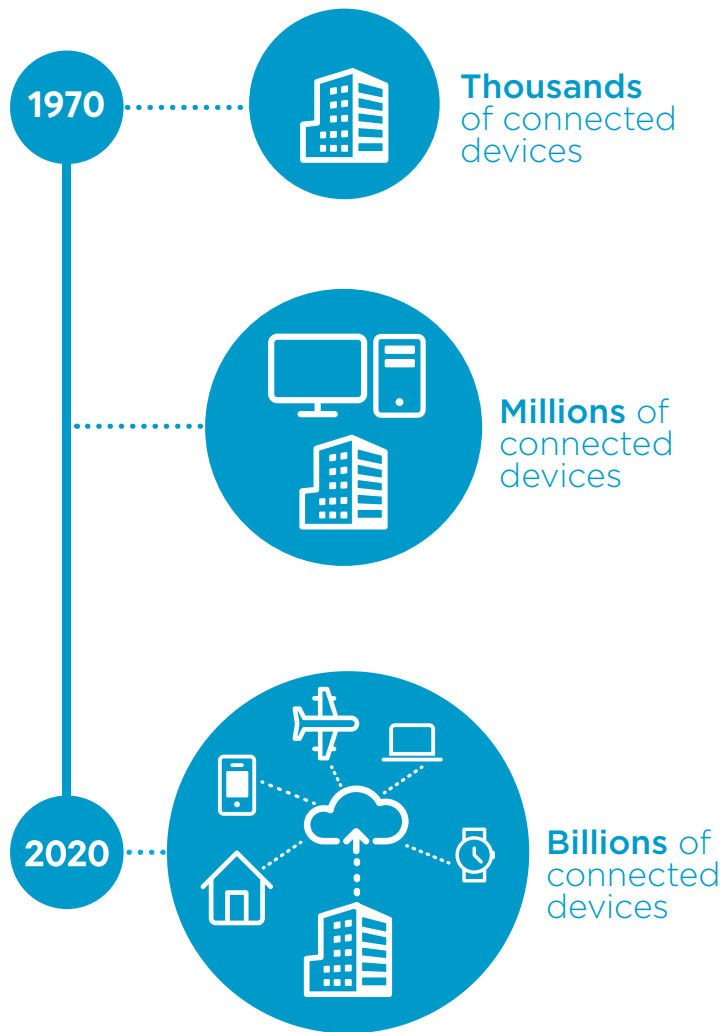 1970
Thousands
of connected
devices
Millions of
connected
devices
2020
Billions of
connected
devices